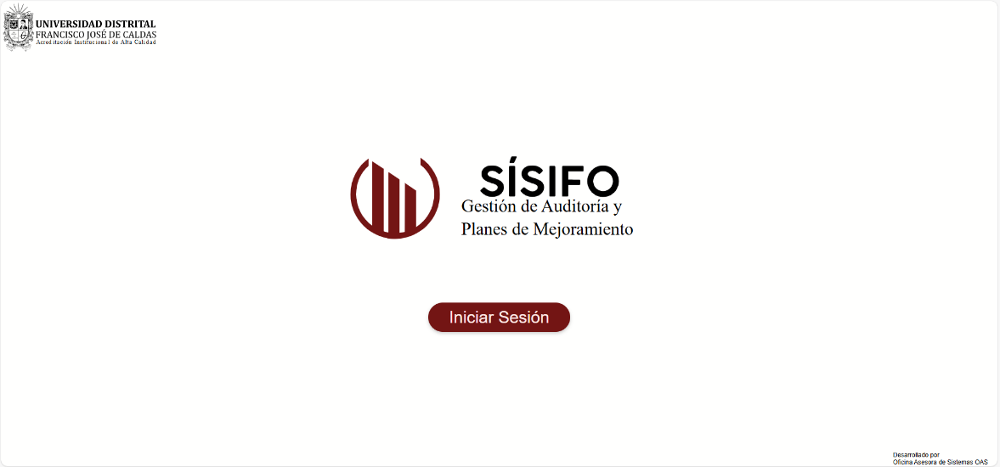 UNIVERSIDAD DISTRITAL
FRANCISCO JOSÉ DE CALDAS
Acreditación Institucional de Alta Calidad
SÍSIFO
Gestión de Auditoría y
Planes de Mejoramiento
Iniciar Sesión
Desarrollado por
Oficina Asesora de Sistemas OAS